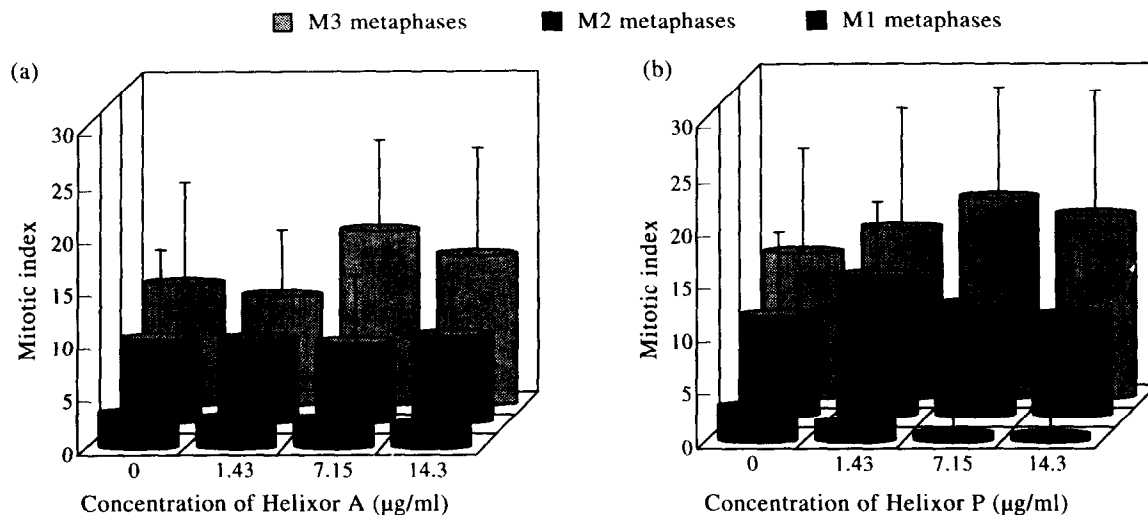 M3 metaphases M2 metaphases M1 metaphases
(a)
Mitotic index
30
25
20
15
10
5
0
0 1.43 7.15 14.3
Concentration of Helixor A (µg/ml)
(b)
Mitotic index
30
25
20
15
10
5
0
0 1.43 7.15 14.3
Concentration of Helixor P (µg/ml)